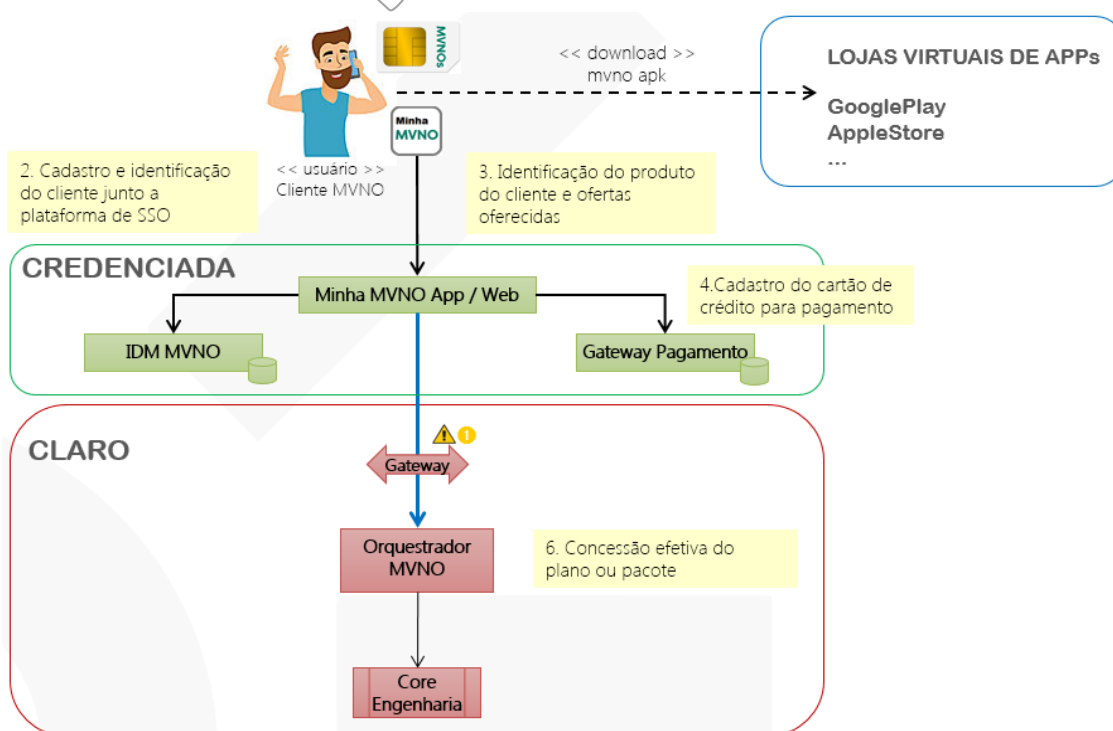 MVNOs
<< download >>
mvno apk
LOJAS VIRTUAIS DE APPs
GooglePlay
AppleStore
...
Minha
MVNO
<< usuário >>
Cliente MVNO
2. Cadastro e identificação
do cliente junto a
plataforma de SSO
3. Identificação do produto
do cliente e ofertas
oferecidas
CREDENCIADA
Minha MVNO App / Web
4.Cadastro do cartão de
crédito para pagamento
IDM MVNO
Gateway Pagamento
CLARO
1
Gateway
Orquestrador
MVNO
6. Concessão efetiva do
plano ou pacote
Core
Engenharia